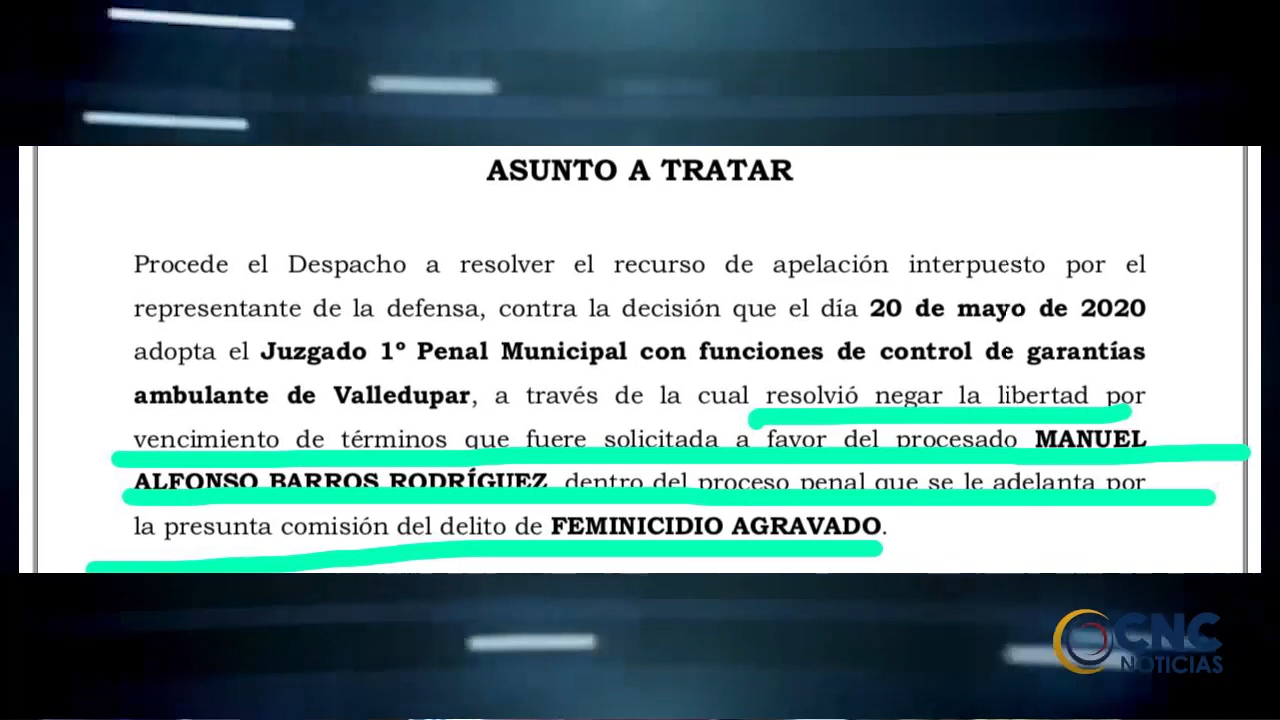 ASUNTO A TRATAR
Procede el Despacho a resolver el recurso de apelación interpuesto por el
representante de la defensa, contra la decisión que el día 20 de mayo de 2020
adopta el Juzgado 1º Penal Municipal con funciones de control de garantías
ambulante de Valledupar, a través de la cual resolvió negar la libertad por
vencimiento de términos que fuere solicitada a favor del procesado MANUEL
ALFONSO BARROS RODRÍGUEZ, dentro del proceso penal que se le adelanta por
la presunta comisión del delito de FEMINICIDIO AGRAVADO.
CNC
NOTICIAS